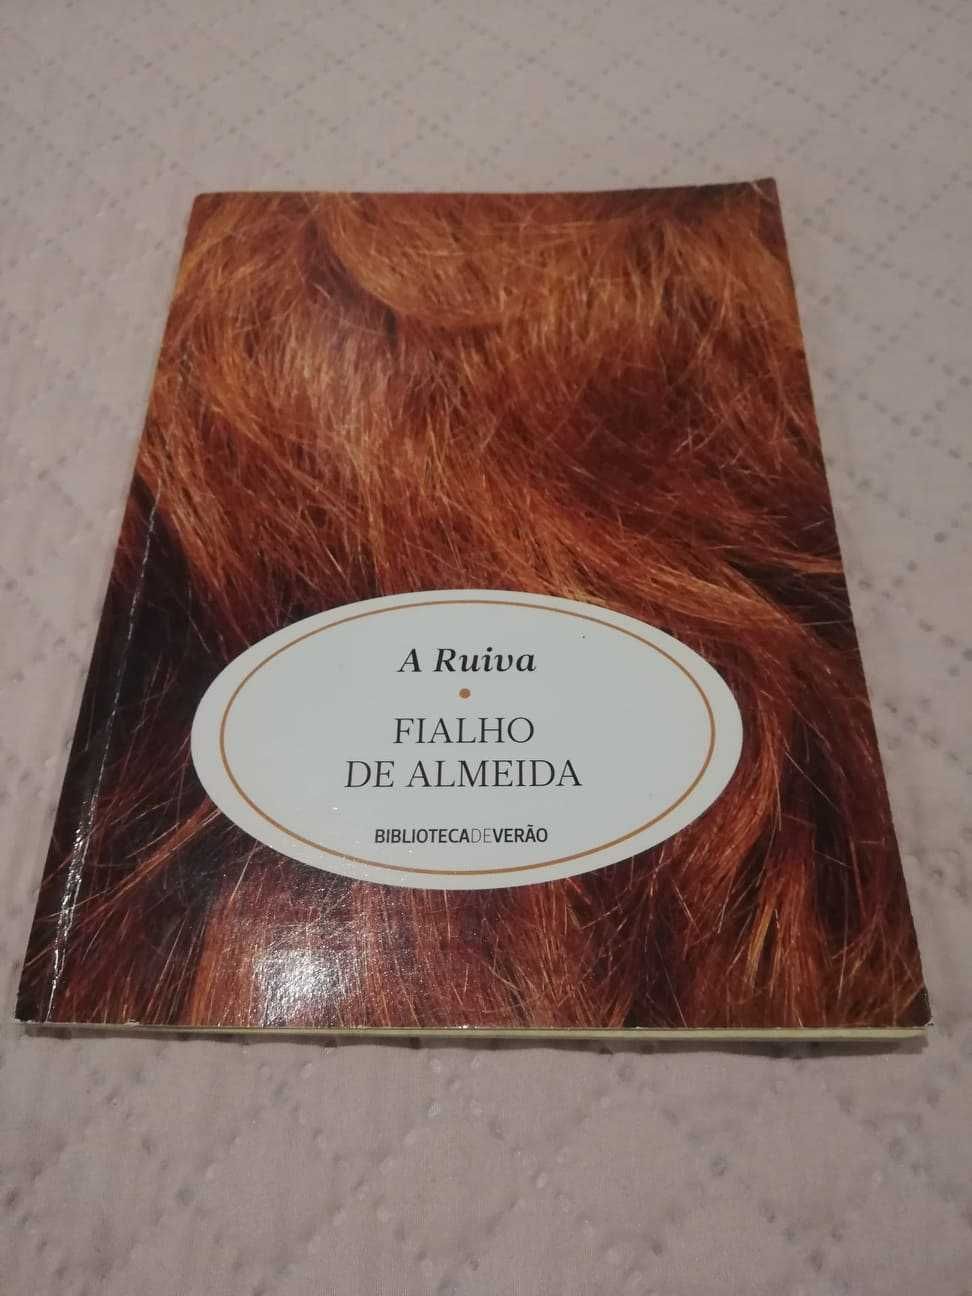 A Ruiva
FIALHO
DE ALMEIDA
BIBLIOTECADEVERÃO